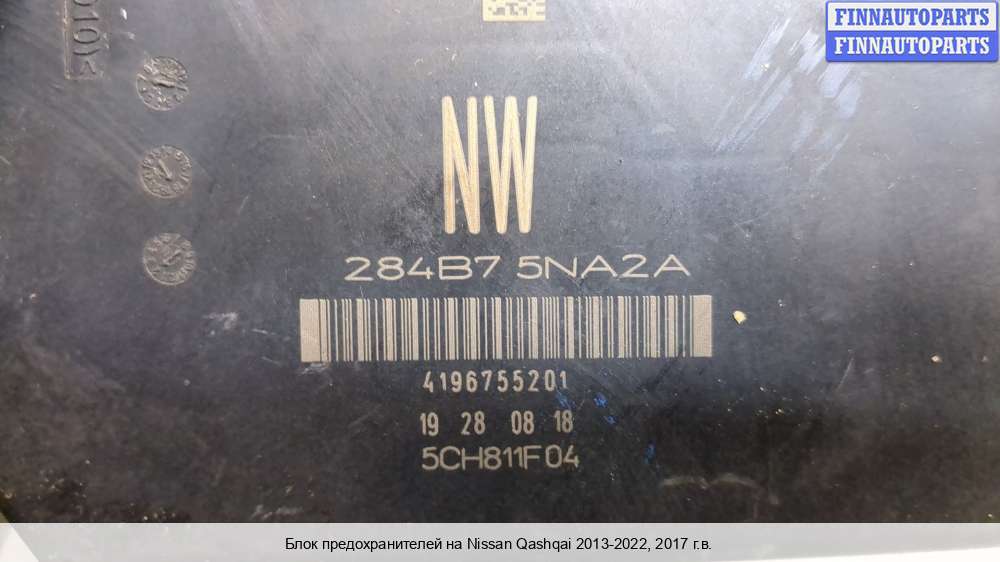 FINNAUTOPARTS
FINNAUTOPARTS
NW
284B7 5NA2A
4196755201
19 28 08 18
5CH811F04
Блок предохранителей на Nissan Qashqai 2013-2022, 2017 г.в.